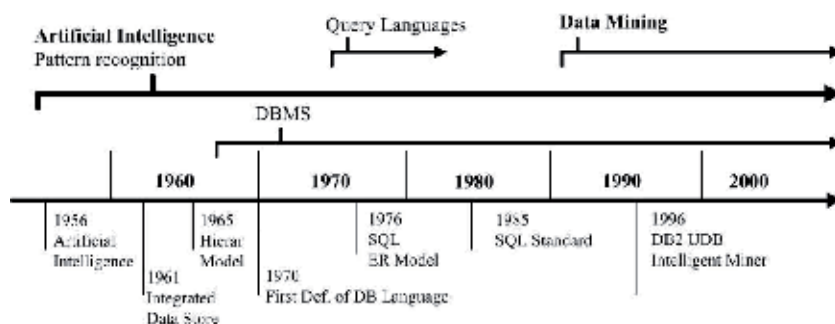 Query Languages
Data Mining
Artificial Intelligence
Pattern recognition
DBMS
1960
1970
1980
1990
2000
1956
Artificial
Intelligence
1961
Integrated
Data Store
1965
Hierar
Model
1970
First Def. of DB Language
1976
SQL
ER Model
1985
SQL Standard
1996
DB2 UDB
Intelligent Miner